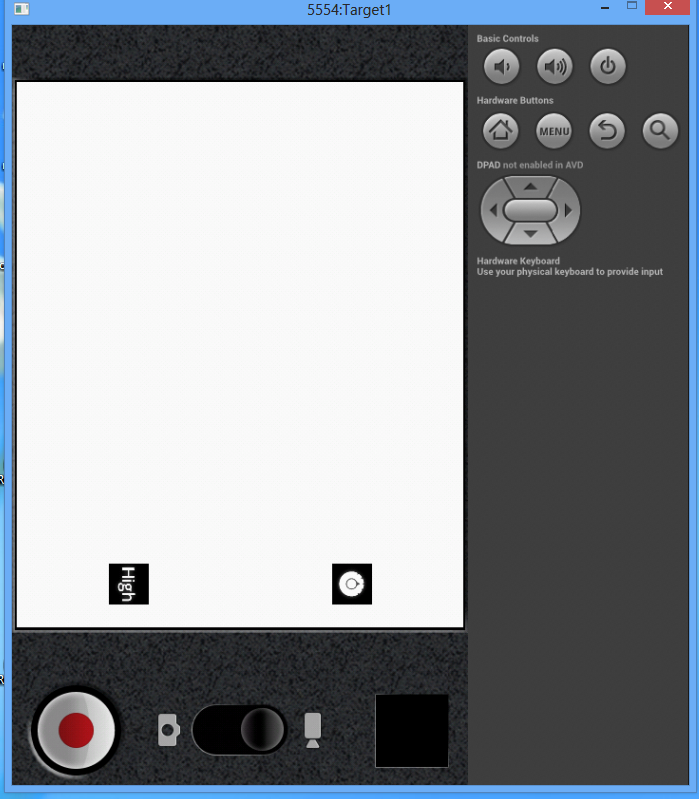 5554:Target1
Basic Controls
Hardware Buttons
MENU
DPAD not enabled in AVD
Hardware Keyboard
Use your physical keyboard to provide input
High